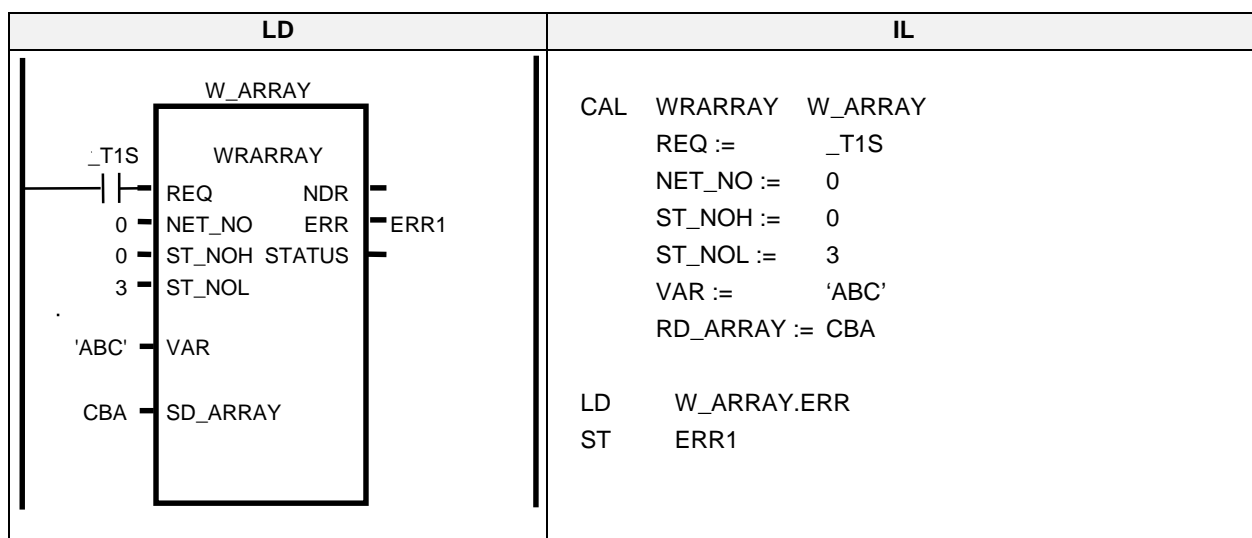 LD
IL
W_ARRAY
_T1S
WRARRAY
REQ NDR
0 NET_NO ERR ERR1
0 ST_NOH STATUS
3 ST_NOL
.
'ABC' VAR
CBA SD_ARRAY
CAL WRARRAY W_ARRAY
REQ := _T1S
NET_NO := 0
ST_NOH := 0
ST_NOL := 3
VAR := ‘ABC’
RD_ARRAY := CBA
LD W_ARRAY.ERR
ST ERR1